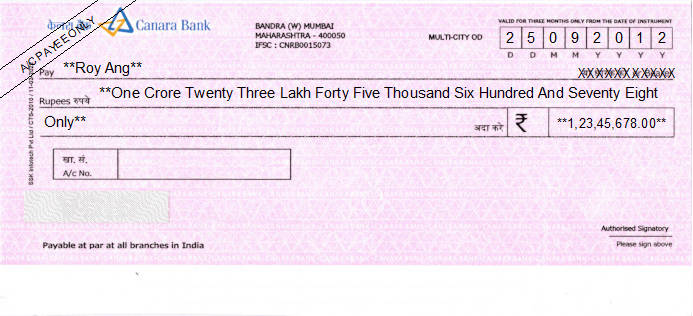 A/C PAYEE ONLY
केनरा बैंक Canara Bank
BANDRA (W) MUMBAI
MAHARASHTRA - 400050
IFSC : CNRB0015073
MULTI-CITY OD
VALID FOR THREE MONTHS ONLY FROM THE DATE OF INSTRUMENT
2 5 0 9 2 0 1 2
D D M M Y Y Y Y
Pay **Roy Ang**
Rupees रुपये **One Crore Twenty Three Lakh Forty Five Thousand Six Hundred And Seventy Eight
Only** अदा करें ₹ **1,23,45,678.00**
खा. सं.
A/c No.
SSK Infotech Pvt Ltd / CTS-2010
Authorised Signatory
Payable at par at all branches in India
Please sign above